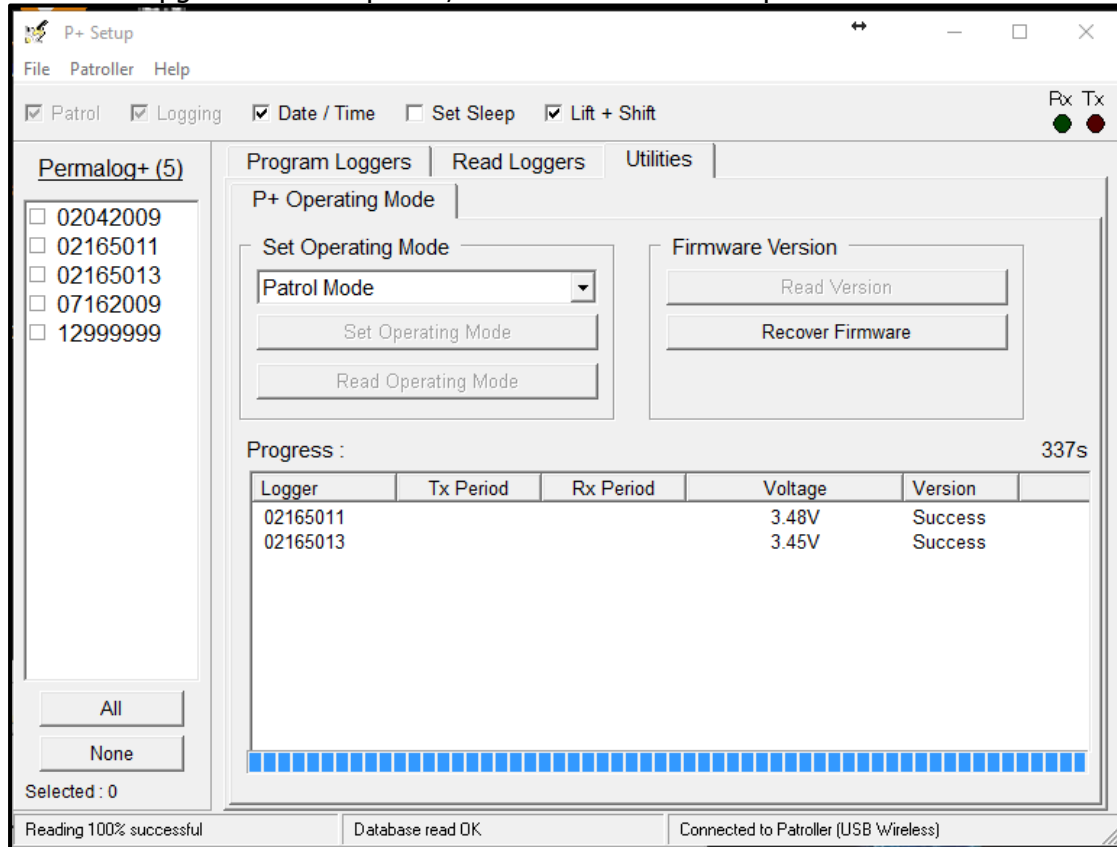 P+ Setup
File Patroller Help
Patrol Logging Date / Time Set Sleep Lift + Shift Rx Tx
Permalog+ (5)
02042009
02165011
02165013
07162009
12999999
All
None
Selected : 0
Program Loggers Read Loggers Utilities
P+ Operating Mode
Set Operating Mode
Patrol Mode
Set Operating Mode
Read Operating Mode
Firmware Version
Read Version
Recover Firmware
Progress : 337s
Logger Tx Period Rx Period Voltage Version
02165011 3.48V Success
02165013 3.45V Success
Reading 100% successful Database read OK Connected to Patroller (USB Wireless)